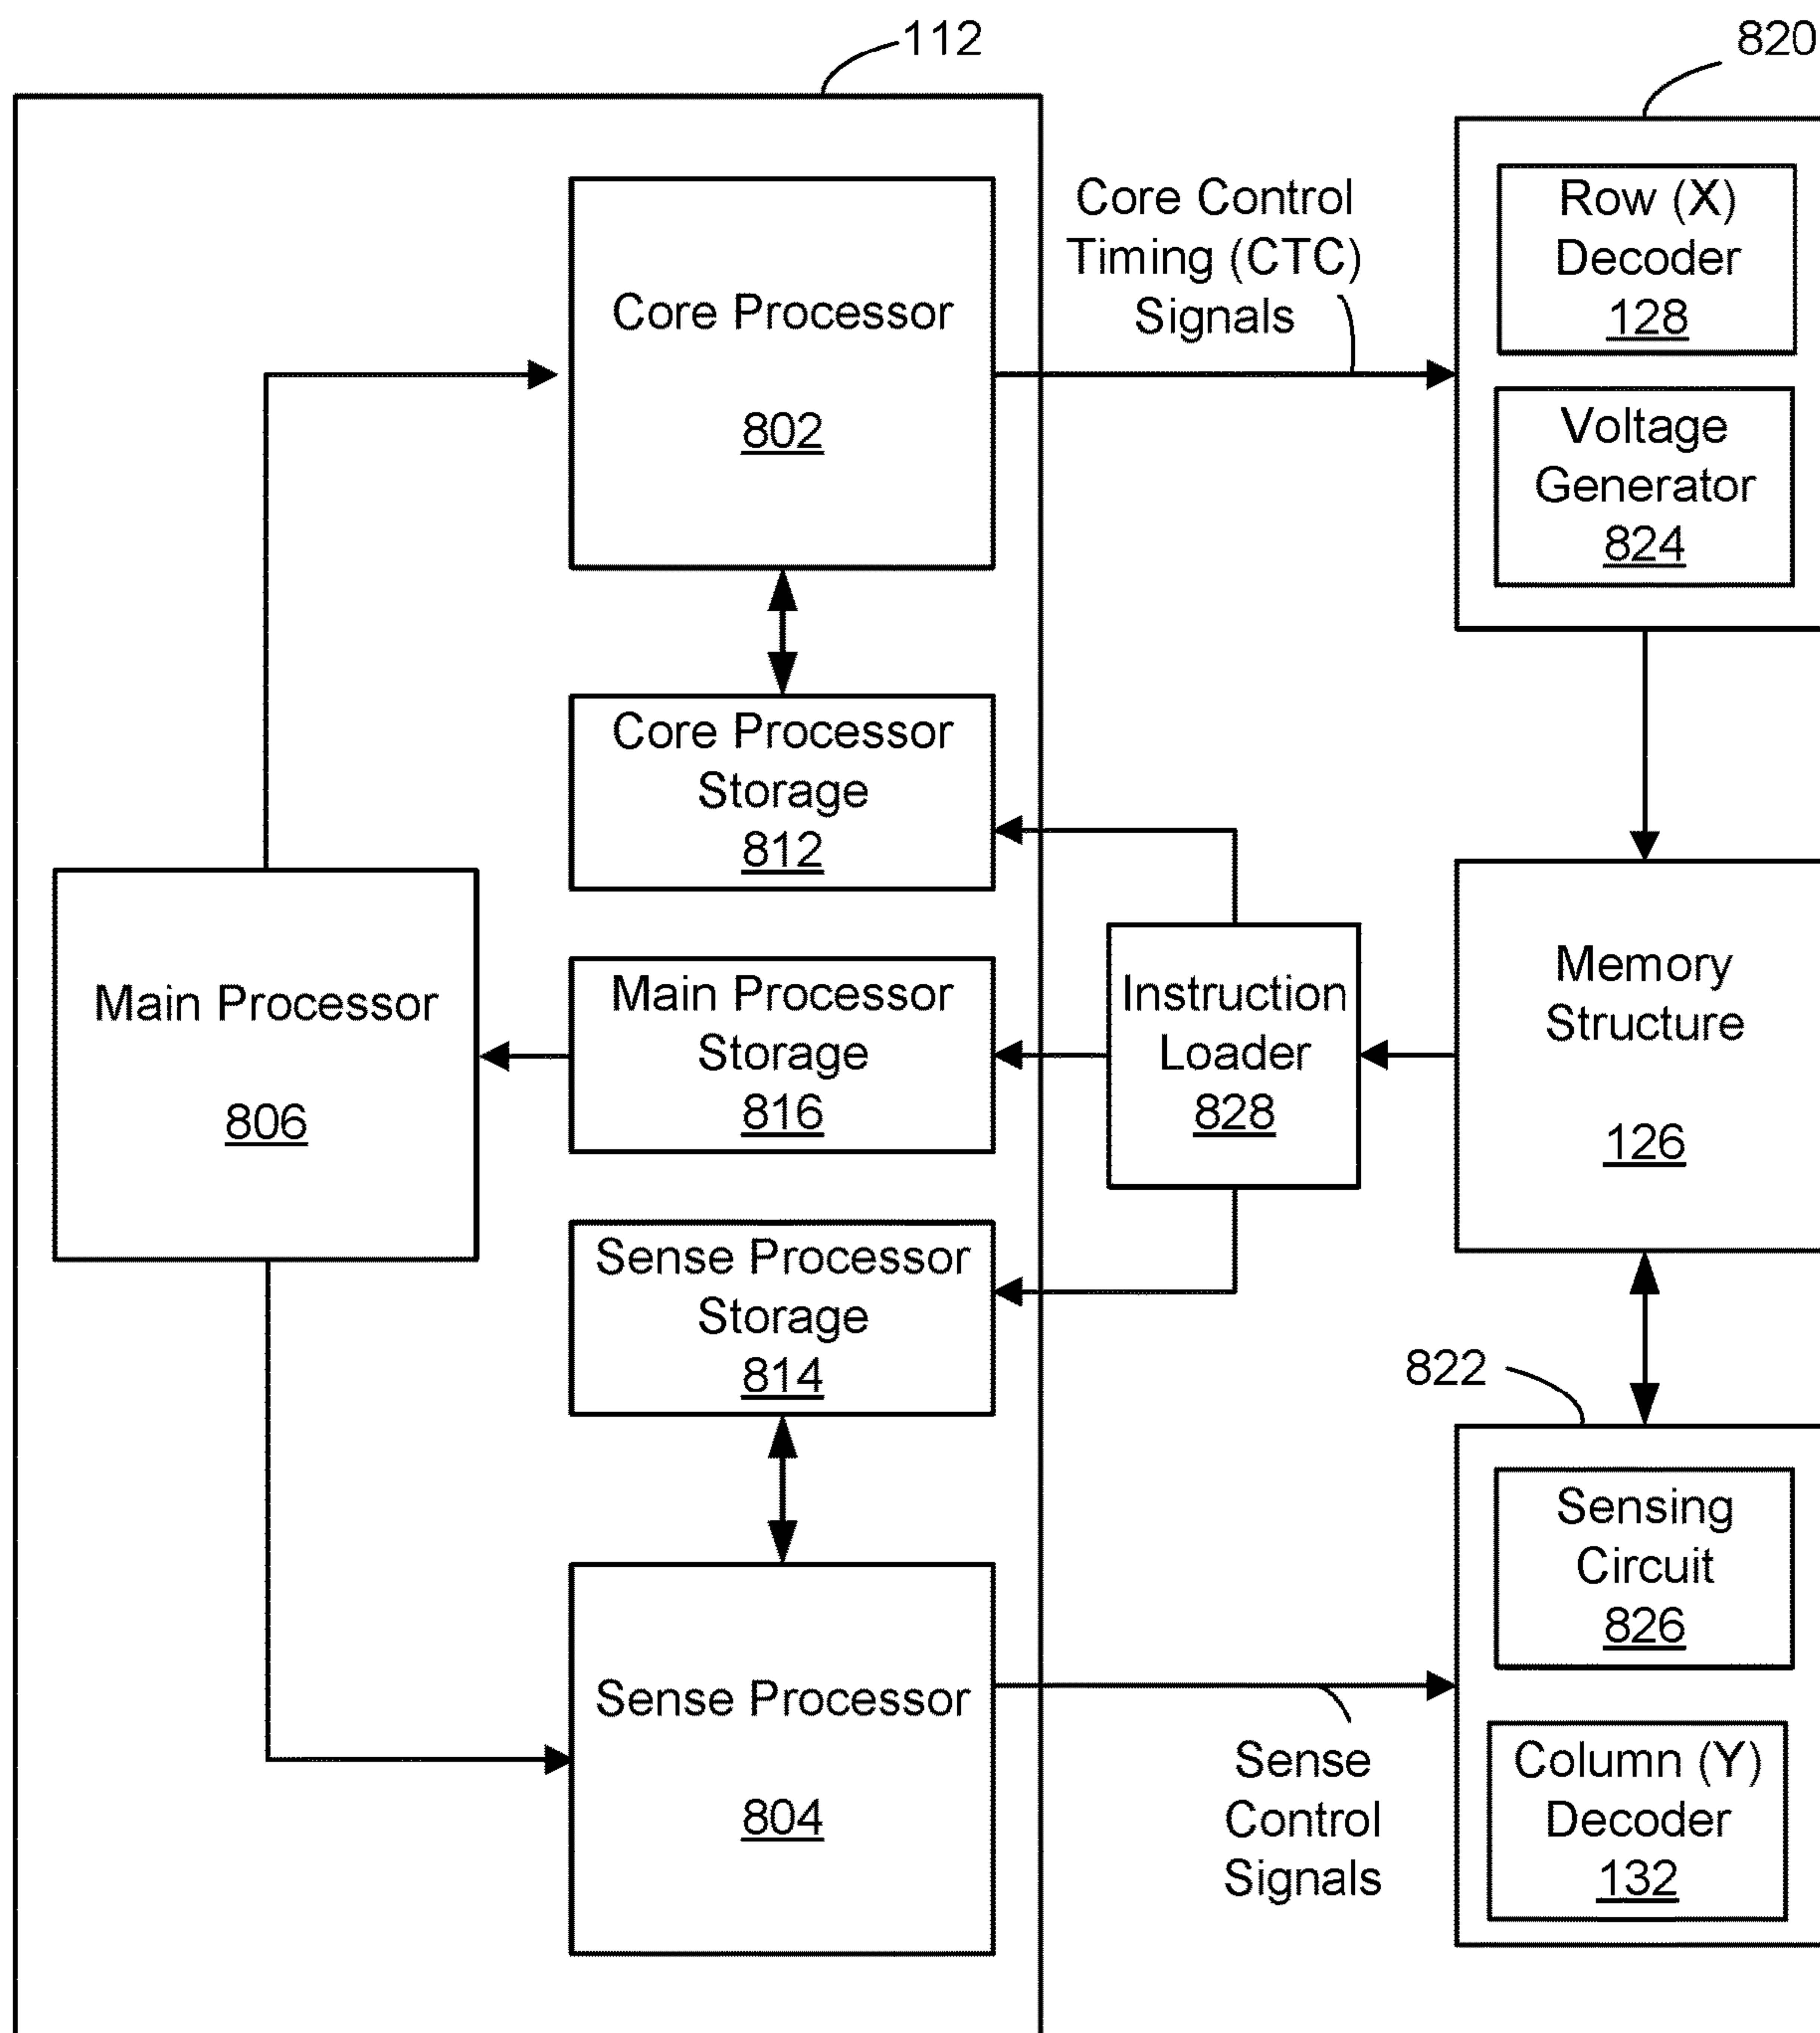 112
820
Core Processor
802
Core Control
Timing (CTC)
Signals
Row (X)
Decoder
128
Voltage
Generator
824
Core Processor
Storage
812
Main Processor
806
Main Processor
Storage
816
Instruction
Loader
828
Memory
Structure
126
Sense Processor
Storage
814
822
Sense Processor
804
Sense
Control
Signals
Sensing
Circuit
826
Column (Y)
Decoder
132